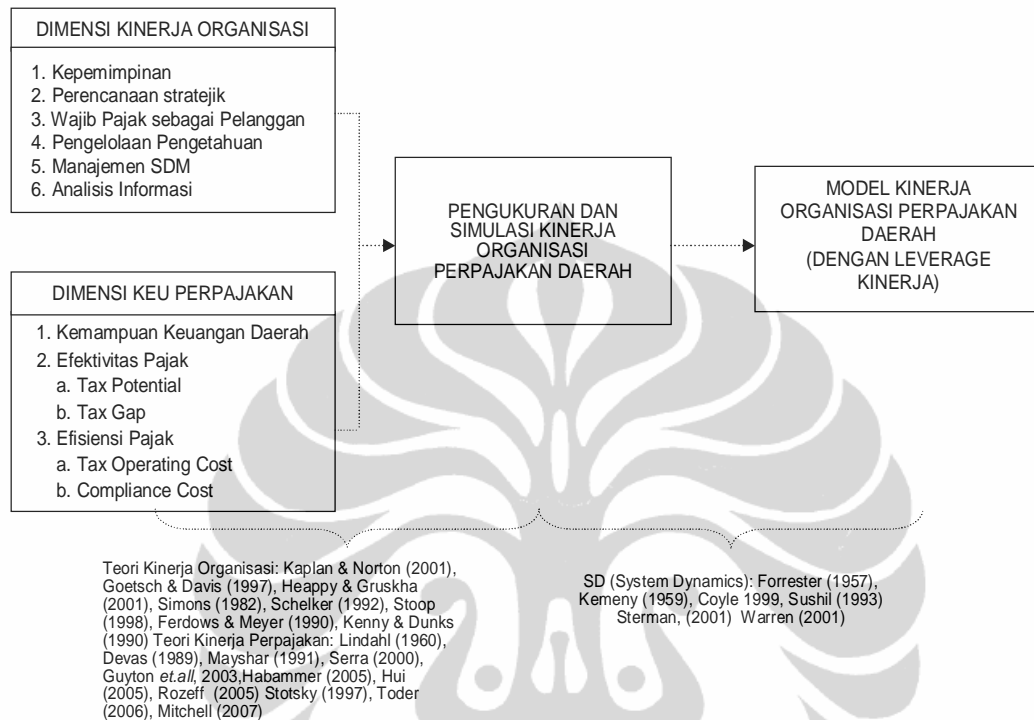 DIMENSI KINERJA ORGANISASI
1. Kepemimpinan
2. Perencanaan stratejik
3. Wajib Pajak sebagai Pelanggan
4. Pengelolaan Pengetahuan
5. Manajemen SDM
6. Analisis Informasi
DIMENSI KEU PERPAJAKAN
1. Kemampuan Keuangan Daerah
2. Efektivitas Pajak
a. Tax Potential
b. Tax Gap
3. Efisiensi Pajak
a. Tax Operating Cost
b. Compliance Cost
PENGUKURAN DAN
SIMULASI KINERJA
ORGANISASI
PERPAJAKAN DAERAH
MODEL KINERJA
ORGANISASI PERPAJAKAN
DAERAH
(DENGAN LEVERAGE
KINERJA)
Teori Kinerja Organisasi: Kaplan & Norton (2001),
Goetsch & Davis (1997), Heappy & Gruskha
(2001), Simons (1982), Schelker (1992), Stoop
(1998), Ferdows & Meyer (1990), Kenny & Dunks
(1990) Teori Kinerja Perpajakan: Lindahl (1960),
Devas (1989), Mayshar (1991), Serra (2000),
Guyton et.all, 2003,Habammer (2005), Hui
(2005), Rozeff (2005) Stotsky (1997), Toder
(2006), Mitchell (2007)
SD (System Dynamics): Forrester (1957),
Kemeny (1959), Coyle 1999, Sushil (1993)
Sterman, (2001) Warren (2001)